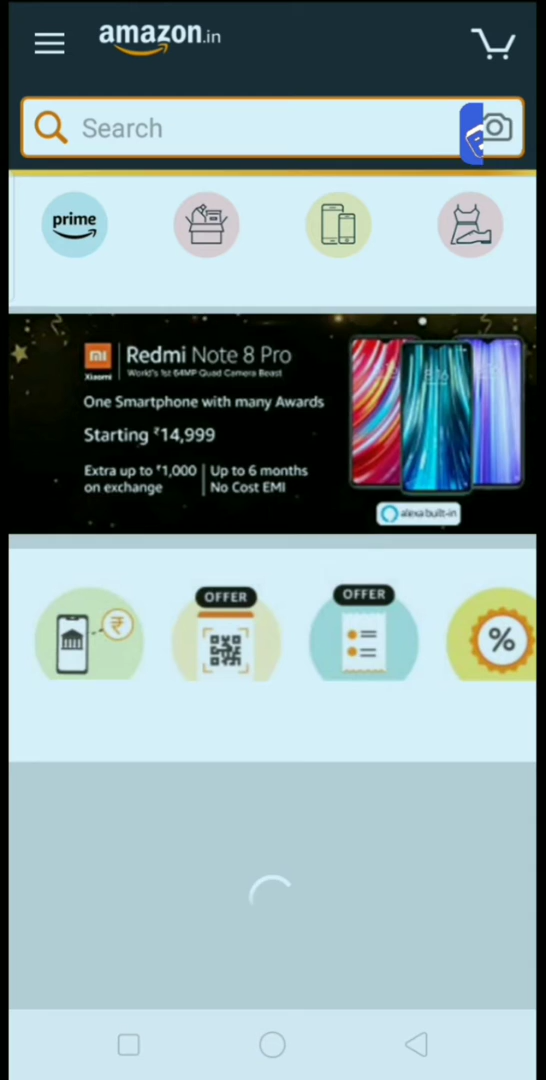 amazon.in
Search
prime
mi
Xiaomi
Redmi Note 8 Pro
World's 1st 64MP Quad Camera Beast
One Smartphone with many Awards
Starting ₹14,999
Extra up to ₹1,000
on exchange
Up to 6 months
No Cost EMI
alexa built-in
OFFER
OFFER
₹
%